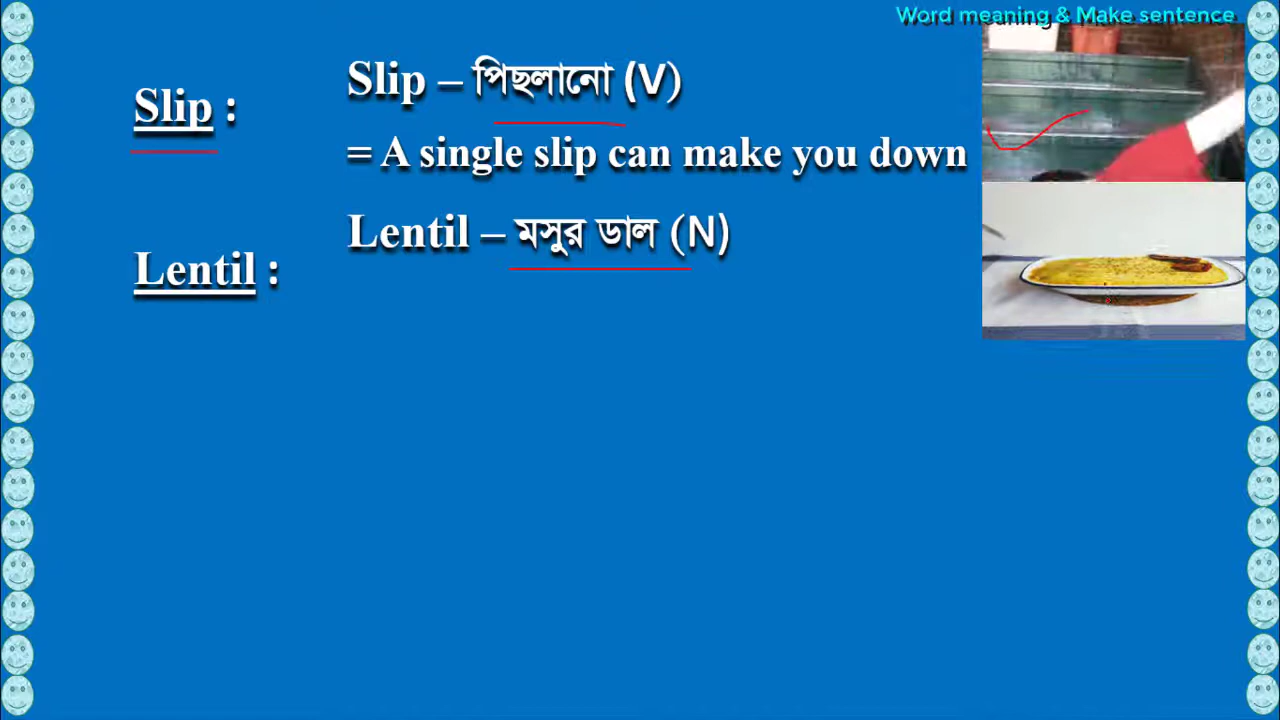 Word meaning & Make sentence
Slip :
Slip – পিছলানো (V)
= A single slip can make you down
Lentil :
Lentil – মসুর ডাল (N)